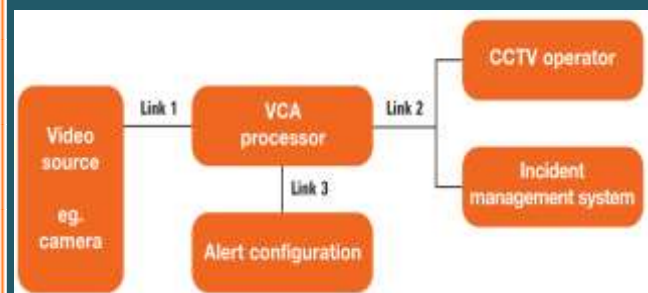 Video
source
eg.
camera
Link 1
VCA
processor
Link 2
CCTV operator
Incident
management system
Link 3
Alert configuration